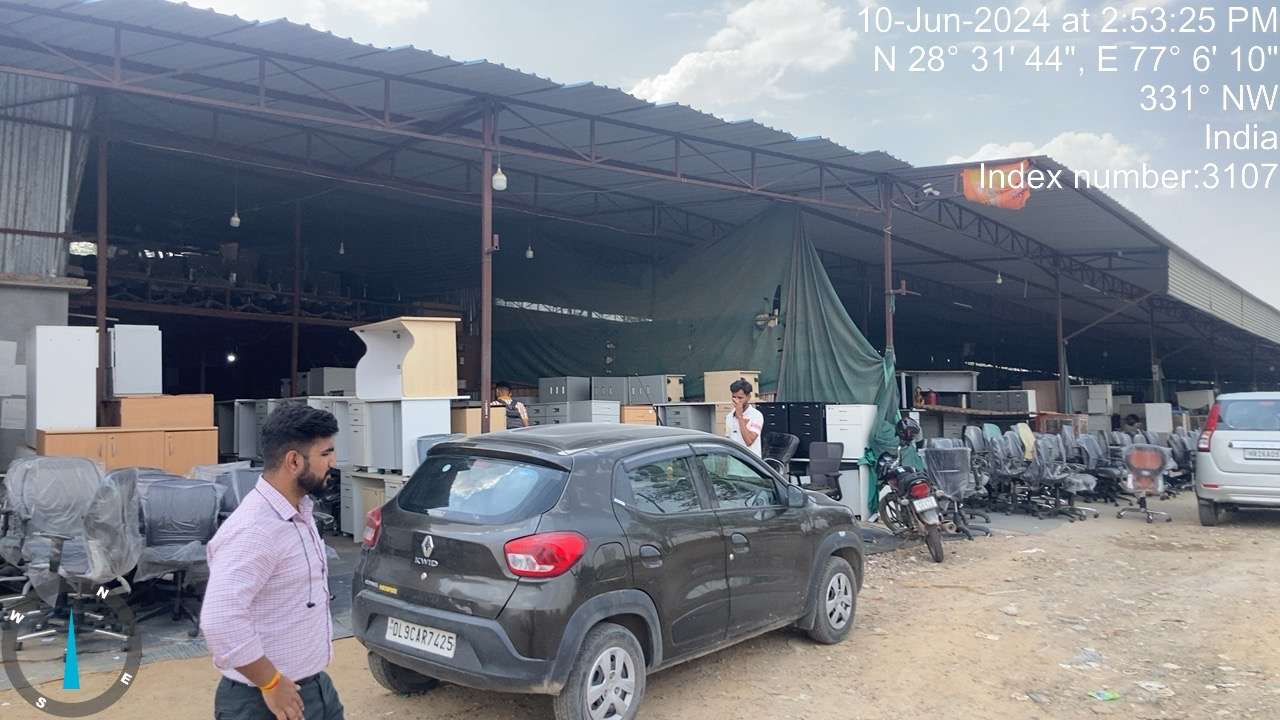 10-Jun-2024 at 2:53:25 PM
N 28° 31' 44", E 77° 6' 10"
331° NW
India
Index number:3107
KWID
DL9CAR7425
N
W
E
S